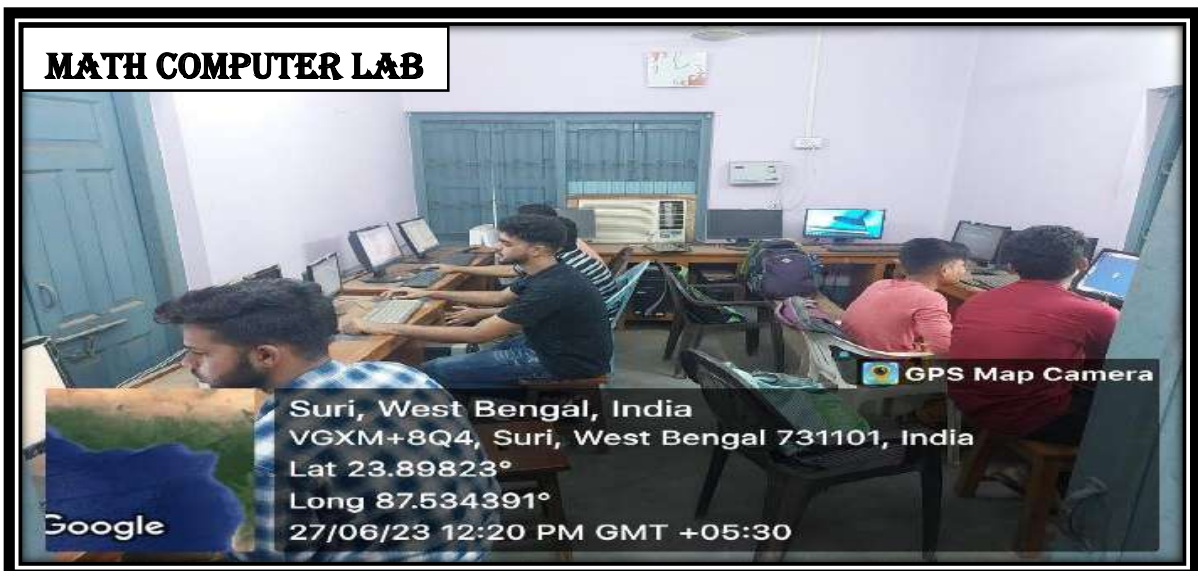 MATH COMPUTER LAB
GPS Map Camera
Suri, West Bengal, India
VGXM+8Q4, Suri, West Bengal 731101, India
Lat 23.89823°
Long 87.534391°
27/06/23 12:20 PM GMT +05:30
Google